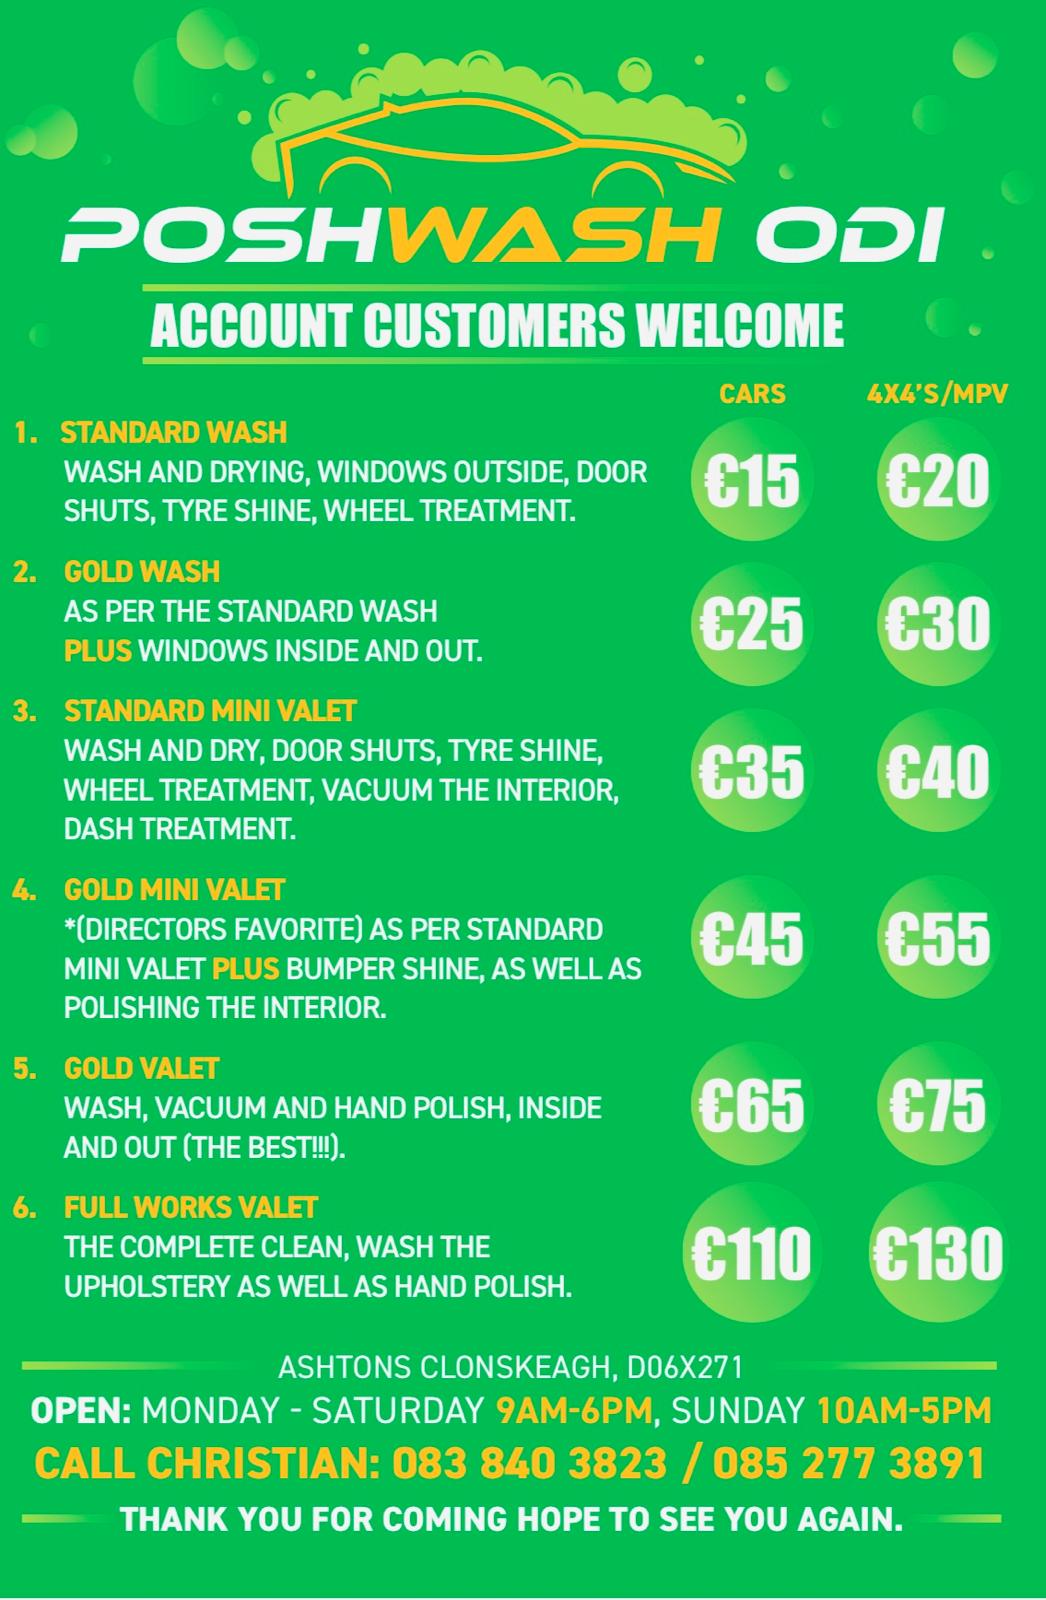 POSHWASH ODI
ACCOUNT CUSTOMERS WELCOME
CARS 4X4'S/MPV
1. STANDARD WASH
WASH AND DRYING, WINDOWS OUTSIDE, DOOR
SHUTS, TYRE SHINE, WHEEL TREATMENT.
€15 €20
2. GOLD WASH
AS PER THE STANDARD WASH
PLUS WINDOWS INSIDE AND OUT.
€25 €30
3. STANDARD MINI VALET
WASH AND DRY, DOOR SHUTS, TYRE SHINE,
WHEEL TREATMENT, VACUUM THE INTERIOR,
DASH TREATMENT.
€35 €40
4. GOLD MINI VALET
*(DIRECTORS FAVORITE) AS PER STANDARD
MINI VALET PLUS BUMPER SHINE, AS WELL AS
POLISHING THE INTERIOR.
€45 €55
5. GOLD VALET
WASH, VACUUM AND HAND POLISH, INSIDE
AND OUT (THE BEST!!!).
€65 €75
6. FULL WORKS VALET
THE COMPLETE CLEAN, WASH THE
UPHOLSTERY AS WELL AS HAND POLISH.
€110 €130
ASHTONS CLONSKEAGH, D06X271
OPEN: MONDAY - SATURDAY 9AM-6PM, SUNDAY 10AM-5PM
CALL CHRISTIAN: 083 840 3823 / 085 277 3891
THANK YOU FOR COMING HOPE TO SEE YOU AGAIN.